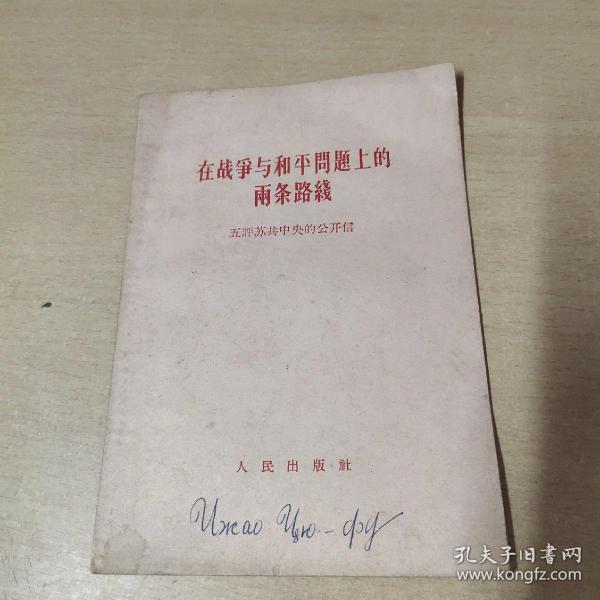 在战爭与和平問題上的
兩条路綫
五評苏共中央的公开信
人民出版社
Чжао Цзю-фу
孔夫子旧書网
www.kongfz.com